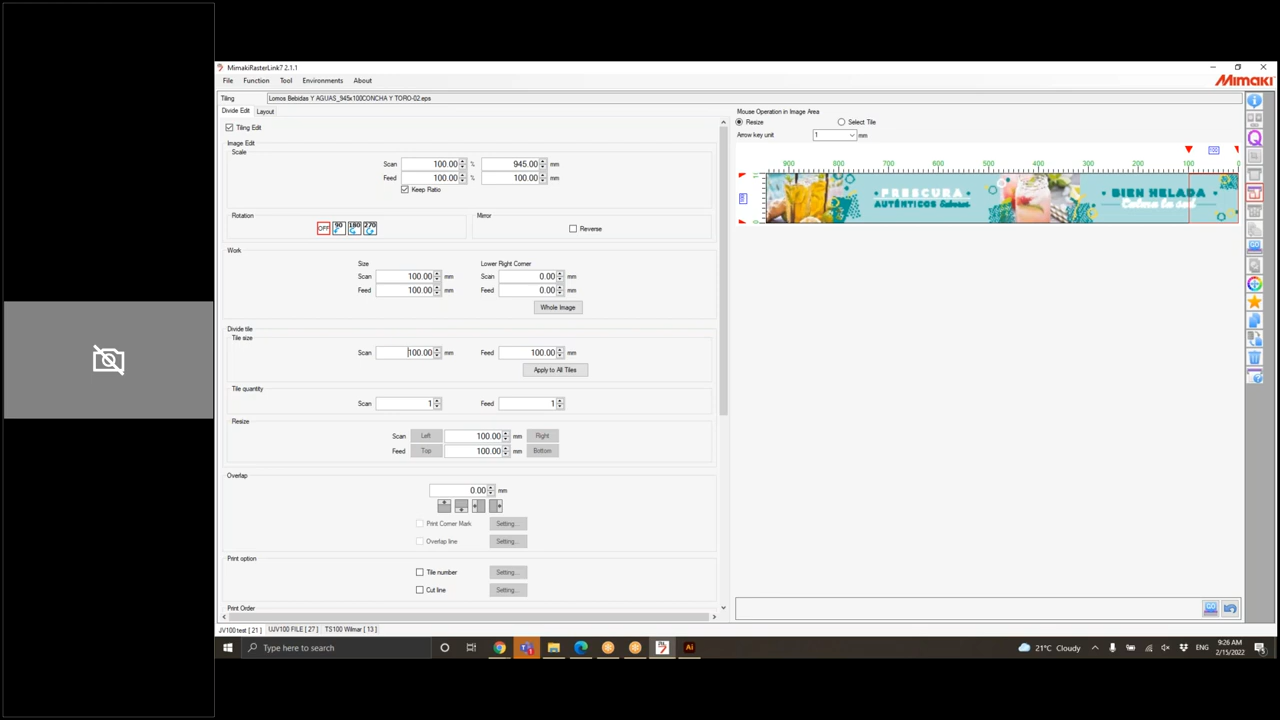 MimakiRasterLink7 2.1.1
File Function Tool Environments About
Mimaki
Tiling Lomos Bebidas Y AGUAS_945x100CONCHA Y TORO-02.eps
Divide Edit Layout
Tiling Edit
Image Edit
Scale
Scan 100.00 % 945.00 mm
Feed 100.00 % 100.00 mm
Keep Ratio
Rotation
OFF 90 180 270
Mirror
Reverse
Work
Size Lower Right Corner
Scan 100.00 mm Scan 0.00 mm
Feed 100.00 mm Feed 0.00 mm
Whole Image
Divide tile
Tile size
Scan 100.00 mm Feed 100.00 mm
Apply to All Tiles
Tile quantity
Scan 1 Feed 1
Resize
Scan Left 100.00 mm Right
Feed Top 100.00 mm Bottom
Overlap
0.00 mm
Print Corner Mark Setting...
Overlap line Setting...
Print option
Tile number Setting...
Cut line Setting...
Print Order
Mouse Operation in Image Area
Resize Select Tile
Arrow key unit 1 mm
100
900 800 700 600 500 400 300 200 100 0
FRESCURA
AUTÉNTICOS Sabores
BIEN HELADA
JV100 test [ 21 ] UJV100 FILE [ 27 ] TS100 Wilmar [ 13 ]
Type here to search
Ai
21°C Cloudy
ENG
9:26 AM
2/15/2022